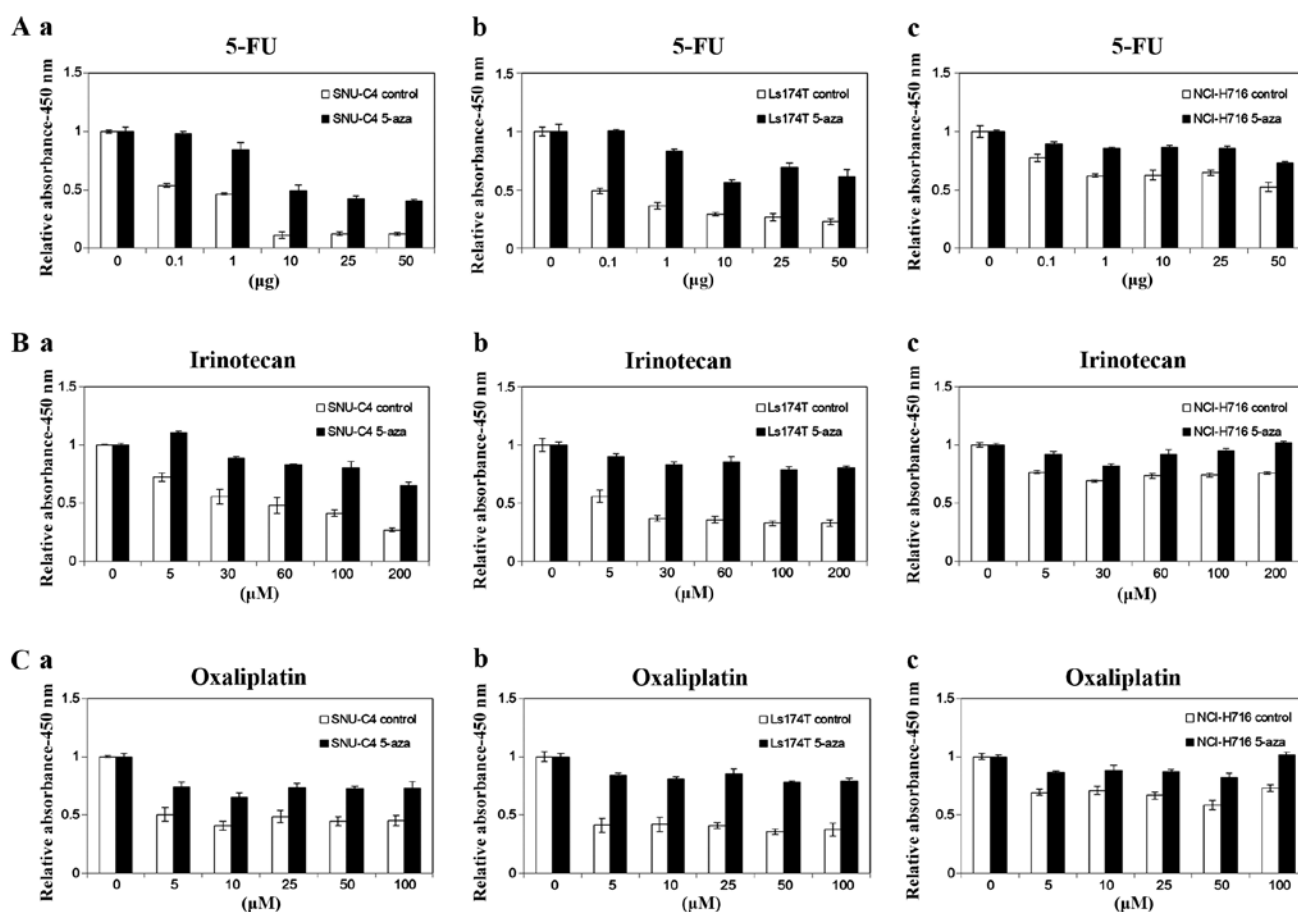 A a
5-FU
Relative absorbance-450 nm
1.5
1
0.5
0
SNU-C4 control
SNU-C4 5-aza
0 0.1 1 10 25 50
(µg)
b
5-FU
Relative absorbance-450 nm
1.5
1
0.5
0
Ls174T control
Ls174T 5-aza
0 0.1 1 10 25 50
(µg)
c
5-FU
Relative absorbance-450 nm
1.5
1
0.5
0
NCI-H716 control
NCI-H716 5-aza
0 0.1 1 10 25 50
(µg)
B a
Irinotecan
Relative absorbance-450 nm
1.5
1
0.5
0
SNU-C4 control
SNU-C4 5-aza
0 5 30 60 100 200
(µM)
b
Irinotecan
Relative absorbance-450 nm
1.5
1
0.5
0
Ls174T control
Ls174T 5-aza
0 5 30 60 100 200
(µM)
c
Irinotecan
Relative absorbance-450 nm
1.5
1
0.5
0
NCI-H716 control
NCI-H716 5-aza
0 5 30 60 100 200
(µM)
C a
Oxaliplatin
Relative absorbance-450 nm
1.5
1
0.5
0
SNU-C4 control
SNU-C4 5-aza
0 5 10 25 50 100
(µM)
b
Oxaliplatin
Relative absorbance-450 nm
1.5
1
0.5
0
Ls174T control
Ls174T 5-aza
0 5 10 25 50 100
(µM)
c
Oxaliplatin
Relative absorbance-450 nm
1.5
1
0.5
0
NCI-H716 control
NCI-H716 5-aza
0 5 10 25 50 100
(µM)